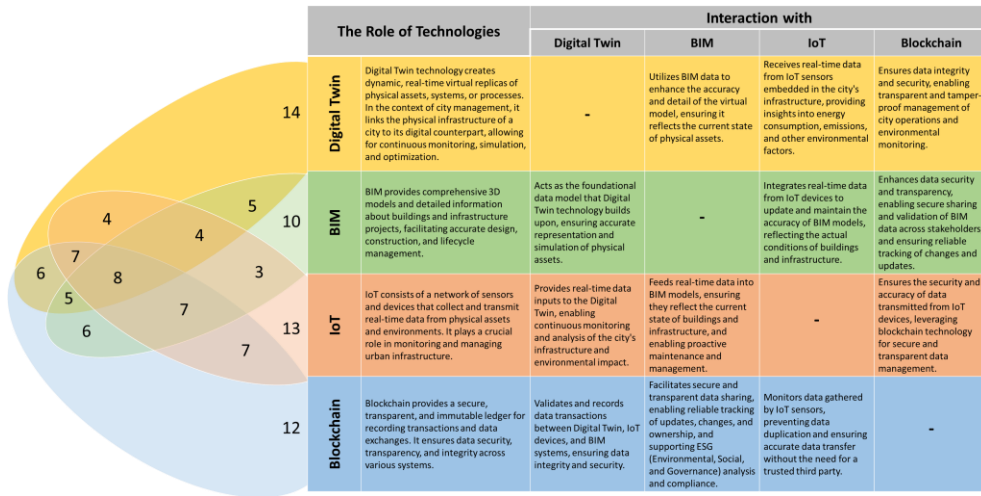 The Role of Technologies
Interaction with
Digital Twin
BIM
IoT
Blockchain
14
Digital Twin
Digital Twin technology creates
dynamic, real-time virtual replicas of
physical assets, systems, or processes.
In the context of city management, it
links the physical infrastructure of a
city to its digital counterpart, allowing
for continuous monitoring, simulation,
and optimization.
-
Utilizes BIM data to
enhance the accuracy
and detail of the virtual
model, ensuring it
reflects the current state
of physical assets.
Receives real-time data
from IoT sensors
embedded in the city's
infrastructure, providing
insights into energy
consumption, emissions,
and other environmental
factors.
Ensures data integrity
and security, enabling
transparent and tamper-
proof management of
city operations and
environmental
monitoring.
5
10
4
4
7
6
8
3
5
7
6
13
7
12
BIM
BIM provides comprehensive 3D
models and detailed information
about buildings and infrastructure
projects, facilitating accurate design,
construction, and lifecycle
management.
Acts as the foundational
data model that Digital
Twin technology builds
upon, ensuring accurate
representation and
simulation of physical
assets.
-
Integrates real-time data
from IoT devices to
update and maintain the
accuracy of BIM models,
reflecting the actual
conditions of buildings
and infrastructure.
Enhances data security
and transparency,
enabling secure sharing
and validation of BIM
data across stakeholders
and ensuring reliable
tracking of changes and
updates.
IoT
IoT consists of a network of sensors
and devices that collect and transmit
real-time data from physical assets
and environments. It plays a crucial
role in monitoring and managing
urban infrastructure.
Provides real-time data
inputs to the Digital
Twin, enabling
continuous monitoring
and analysis of the city's
infrastructure and
environmental impact.
Feeds real-time data into
BIM models, ensuring
they reflect the current
state of buildings and
infrastructure, and
enabling proactive
maintenance and
management.
-
Ensures the security and
accuracy of data
transmitted from IoT
devices, leveraging
blockchain technology
for secure and
transparent data
management.
Blockchain
Blockchain provides a secure,
transparent, and immutable ledger for
recording transactions and data
exchanges. It ensures data security,
transparency, and integrity across
various systems.
Validates and records
data transactions
between Digital Twin, IoT
devices, and BIM
systems, ensuring data
integrity and security.
Facilitates secure and
transparent data sharing,
enabling reliable tracking
of updates, changes, and
ownership, and
supporting ESG
(Environmental, Social,
and Governance) analysis
and compliance.
Monitors data gathered
by IoT sensors,
preventing data
duplication and ensuring
accurate data transfer
without the need for a
trusted third party.
-